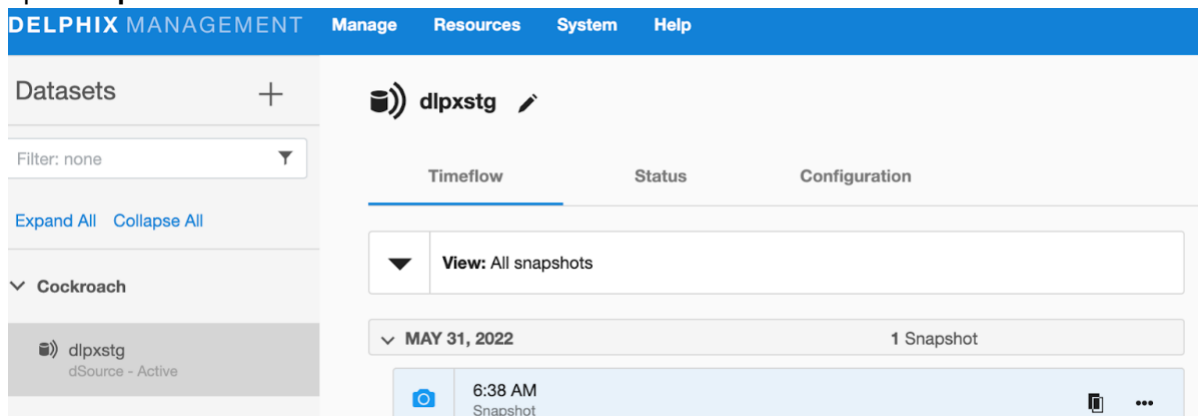 DELPHIX MANAGEMENT Manage Resources System Help
Datasets
dlpxstg
Filter: none
Timeflow Status Configuration
Expand All Collapse All
View: All snapshots
Cockroach
MAY 31, 2022 1 Snapshot
dlpxstg
dSource - Active
6:38 AM
Snapshot